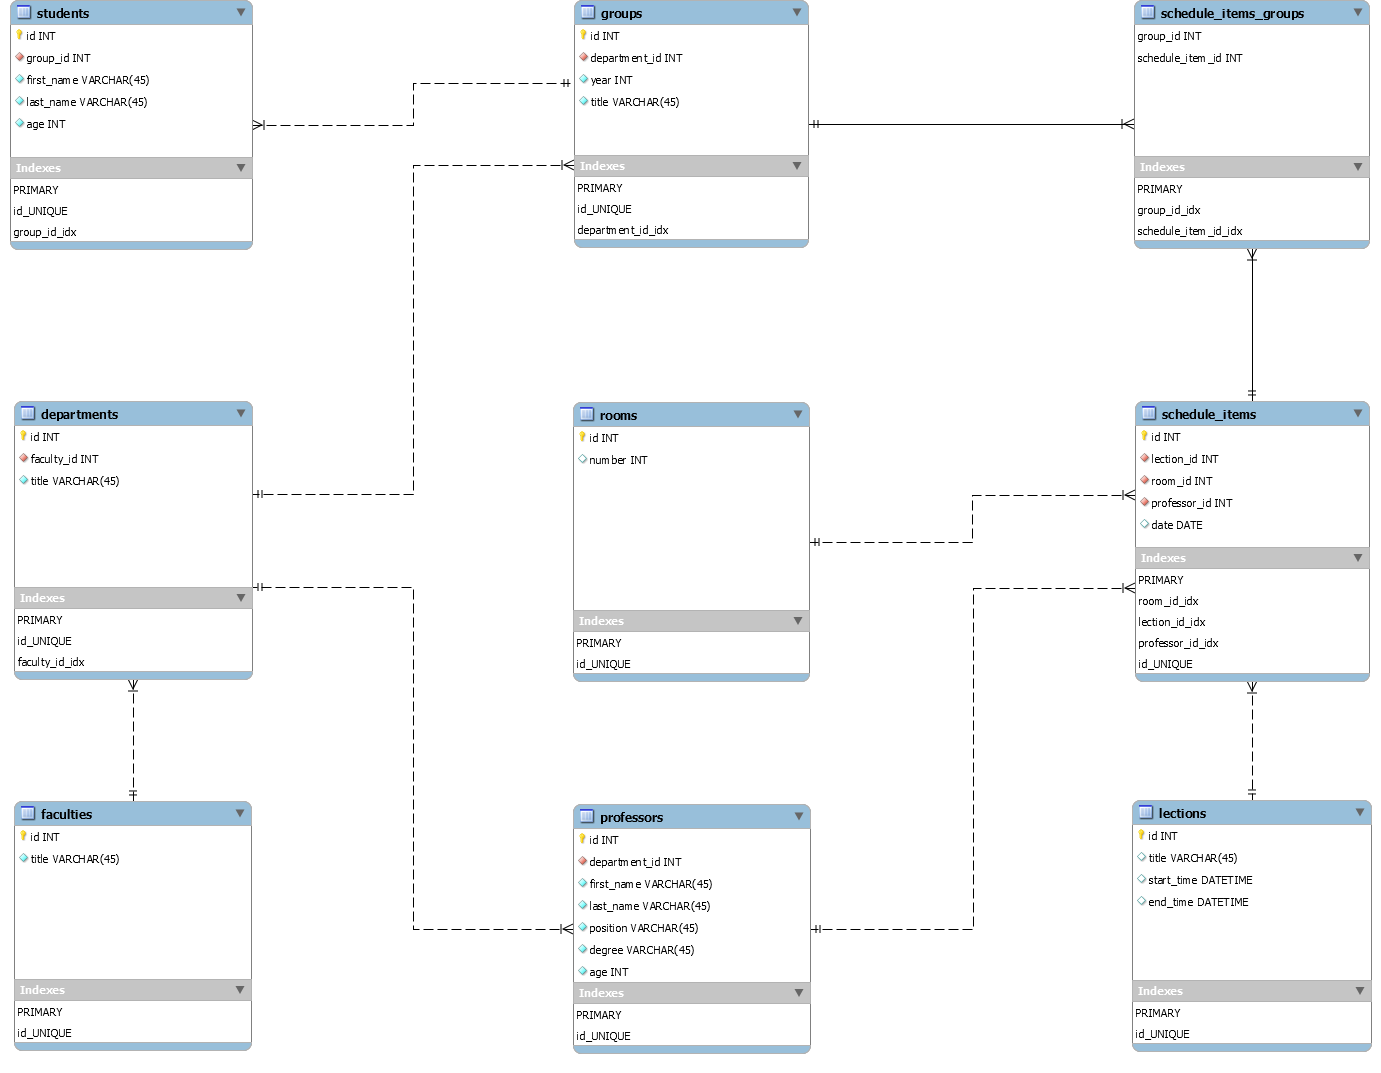 students
id INT
group_id INT
first_name VARCHAR(45)
last_name VARCHAR(45)
age INT
Indexes
PRIMARY
id_UNIQUE
group_id_idx
groups
id INT
department_id INT
year INT
title VARCHAR(45)
Indexes
PRIMARY
id_UNIQUE
department_id_idx
schedule_items_groups
group_id INT
schedule_item_id INT
Indexes
PRIMARY
group_id_idx
schedule_item_id_idx
departments
id INT
faculty_id INT
title VARCHAR(45)
Indexes
PRIMARY
id_UNIQUE
faculty_id_idx
rooms
id INT
number INT
Indexes
PRIMARY
id_UNIQUE
schedule_items
id INT
lection_id INT
room_id INT
professor_id INT
date DATE
Indexes
PRIMARY
room_id_idx
lection_id_idx
professor_id_idx
id_UNIQUE
faculties
id INT
title VARCHAR(45)
Indexes
PRIMARY
id_UNIQUE
professors
id INT
department_id INT
first_name VARCHAR(45)
last_name VARCHAR(45)
position VARCHAR(45)
degree VARCHAR(45)
age INT
Indexes
PRIMARY
id_UNIQUE
lections
id INT
title VARCHAR(45)
start_time DATETIME
end_time DATETIME
Indexes
PRIMARY
id_UNIQUE